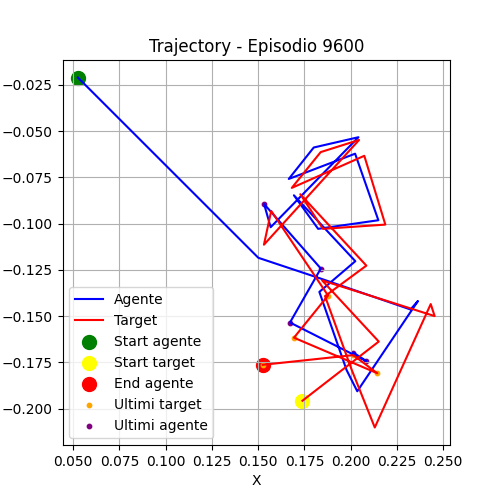 Trajectory - Episodio 9600
−0.025
−0.050
−0.075
−0.100
−0.125
−0.150
−0.175
−0.200
Agente
Target
Start agente
Start target
End agente
Ultimi target
Ultimi agente
0.050 0.075 0.100 0.125 0.150 0.175 0.200 0.225 0.250
X